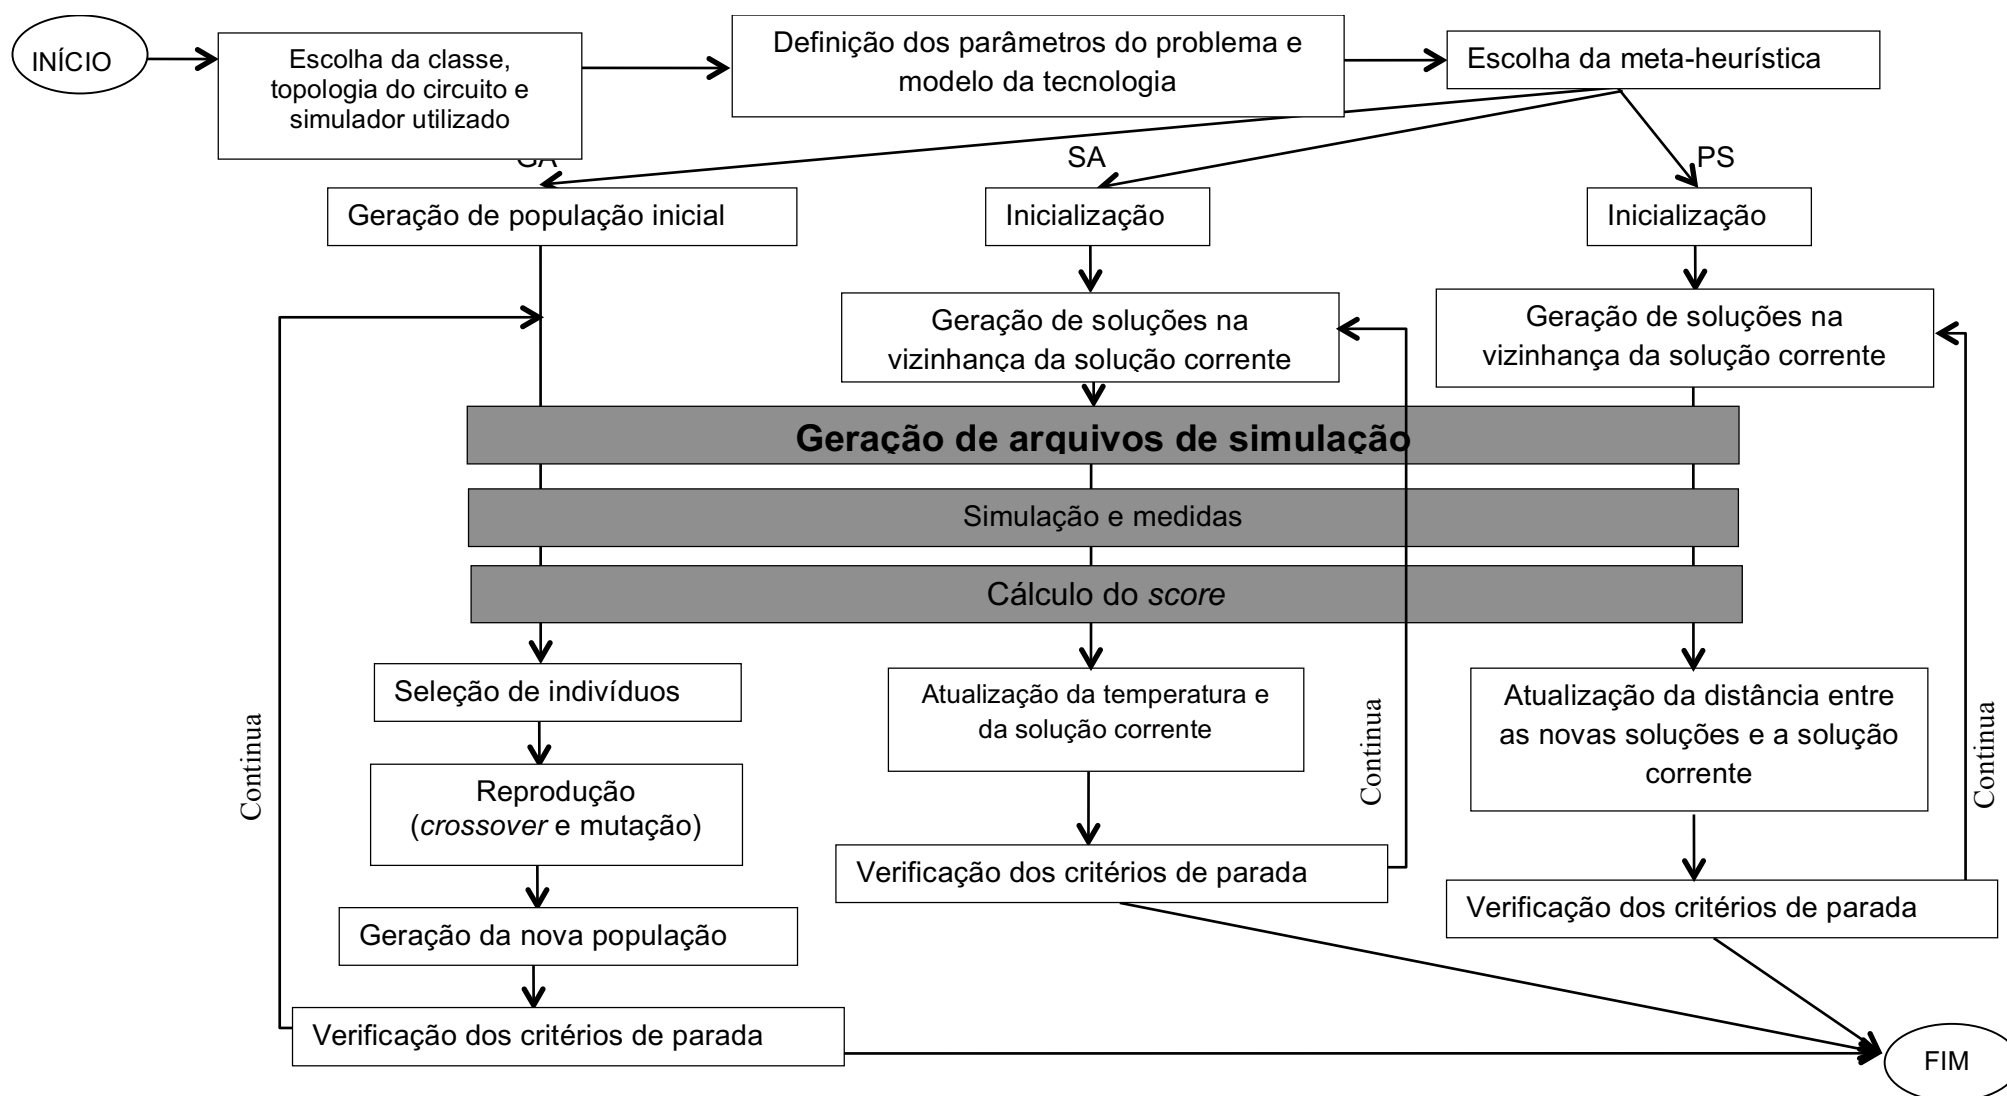 INÍCIO
Escolha da classe,
topologia do circuito e
simulador utilizado
Definição dos parâmetros do problema e
modelo da tecnologia
Escolha da meta-heurística
GA
SA
PS
Geração de população inicial
Inicialização
Inicialização
Geração de soluções na
vizinhança da solução corrente
Geração de soluções na
vizinhança da solução corrente
Geração de arquivos de simulação
Simulação e medidas
Cálculo do score
Seleção de indivíduos
Atualização da temperatura e
da solução corrente
Atualização da distância entre
as novas soluções e a solução
corrente
Continua
Continua
Continua
Reprodução
(crossover e mutação)
Verificação dos critérios de parada
Verificação dos critérios de parada
Geração da nova população
Verificação dos critérios de parada
FIM